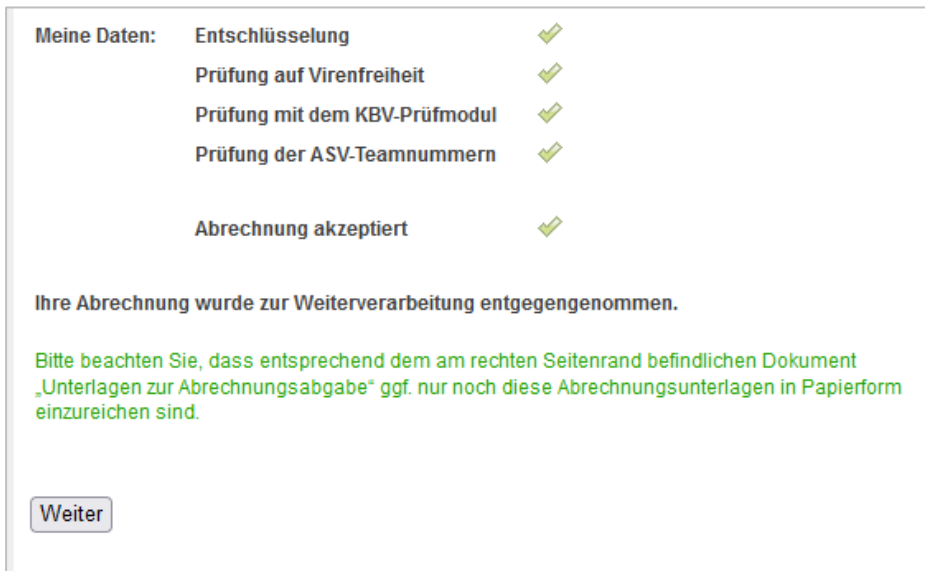 Meine Daten: Entschlüsselung
Prüfung auf Virenfreiheit
Prüfung mit dem KBV-Prüfmodul
Prüfung der ASV-Teamnummern
Abrechnung akzeptiert
Ihre Abrechnung wurde zur Weiterverarbeitung entgegengenommen.
Bitte beachten Sie, dass entsprechend dem am rechten Seitenrand befindlichen Dokument
„Unterlagen zur Abrechnungsabgabe“ ggf. nur noch diese Abrechnungsunterlagen in Papierform
einzureichen sind.
Weiter